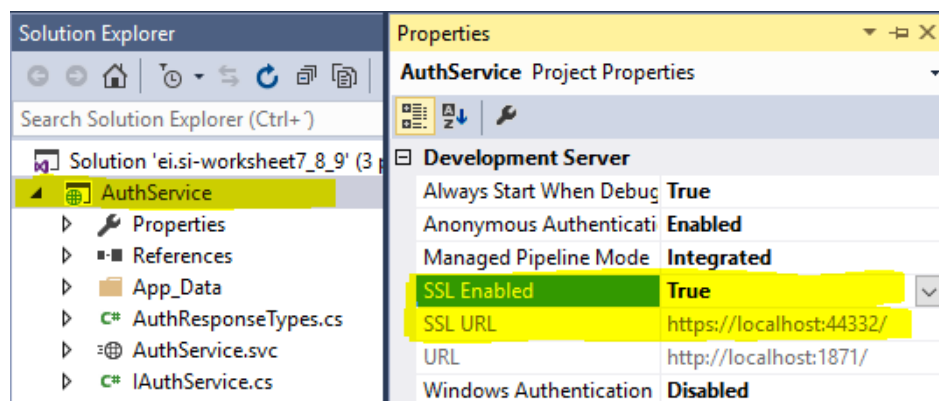 Solution Explorer
Search Solution Explorer (Ctrl+´)
Solution 'ei.si-worksheet7_8_9' (3 p
AuthService
Properties
References
App_Data
C# AuthResponseTypes.cs
AuthService.svc
C# IAuthService.cs
Properties
AuthService Project Properties
Development Server
Always Start When Debug True
Anonymous Authenticati Enabled
Managed Pipeline Mode Integrated
SSL Enabled True
SSL URL https://localhost:44332/
URL http://localhost:1871/
Windows Authentication Disabled